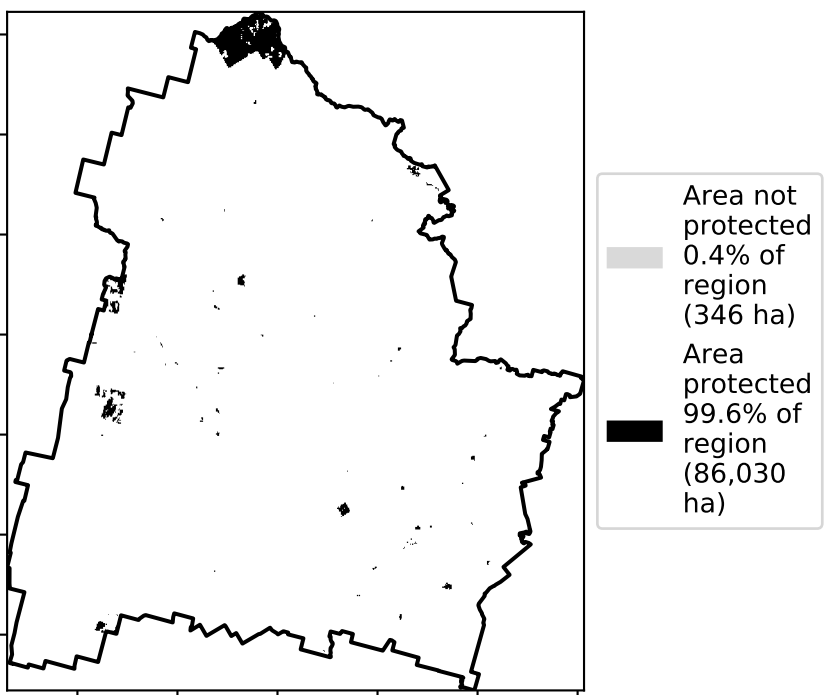 Area not
protected
0.4% of
region
(346 ha)
Area
protected
99.6% of
region
(86,030
ha)